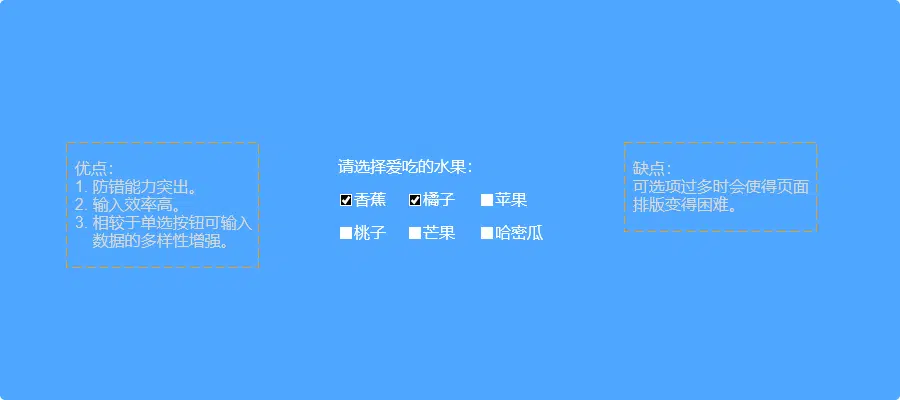 优点：
1. 防错能力突出。
2. 输入效率高。
3. 相较于单选按钮可输入
数据的多样性增强。
请选择爱吃的水果：
香蕉 橘子 苹果
桃子 芒果 哈密瓜
缺点：
可选项过多时会使得页面
排版变得困难。